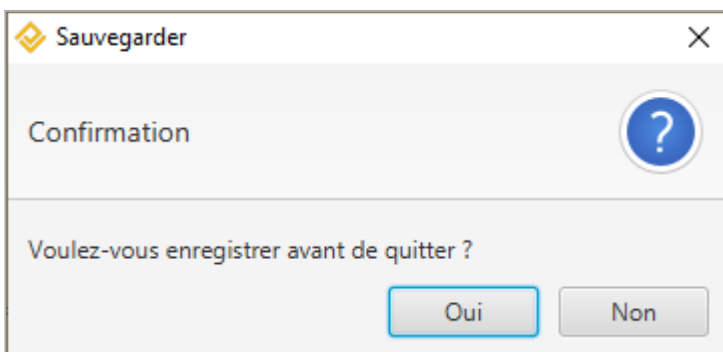 Sauvegarder
Confirmation
?
Voulez-vous enregistrer avant de quitter ?
Oui Non